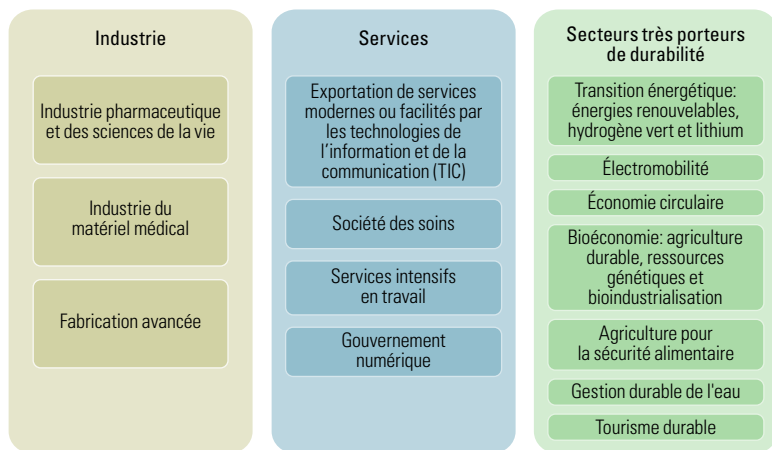 Industrie
Industrie pharmaceutique
et des sciences de la vie
Industrie du
matériel médical
Fabrication avancée
Services
Exportation de services
modernes ou facilités par
les technologies de
l’information et de la
communication (TIC)
Société des soins
Services intensifs
en travail
Gouvernement
numérique
Secteurs très porteurs
de durabilité
Transition énergétique:
énergies renouvelables,
hydrogène vert et lithium
Électromobilité
Économie circulaire
Bioéconomie: agriculture
durable, ressources
génétiques et
bioindustrialisation
Agriculture pour
la sécurité alimentaire
Gestion durable de l'eau
Tourisme durable